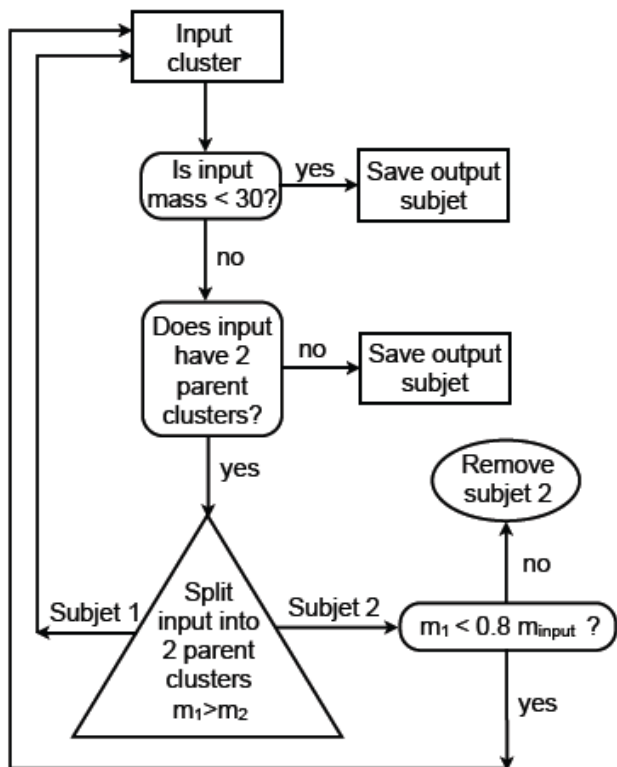 Input
cluster
Is input
mass < 30?
yes
Save output
subjet
no
Does input
have 2
parent
clusters?
no
Save output
subjet
yes
Remove
subjet 2
no
Subjet 1
Split
input into
2 parent
clusters
m₁>m₂
Subjet 2
m₁ < 0.8 m_input ?
yes